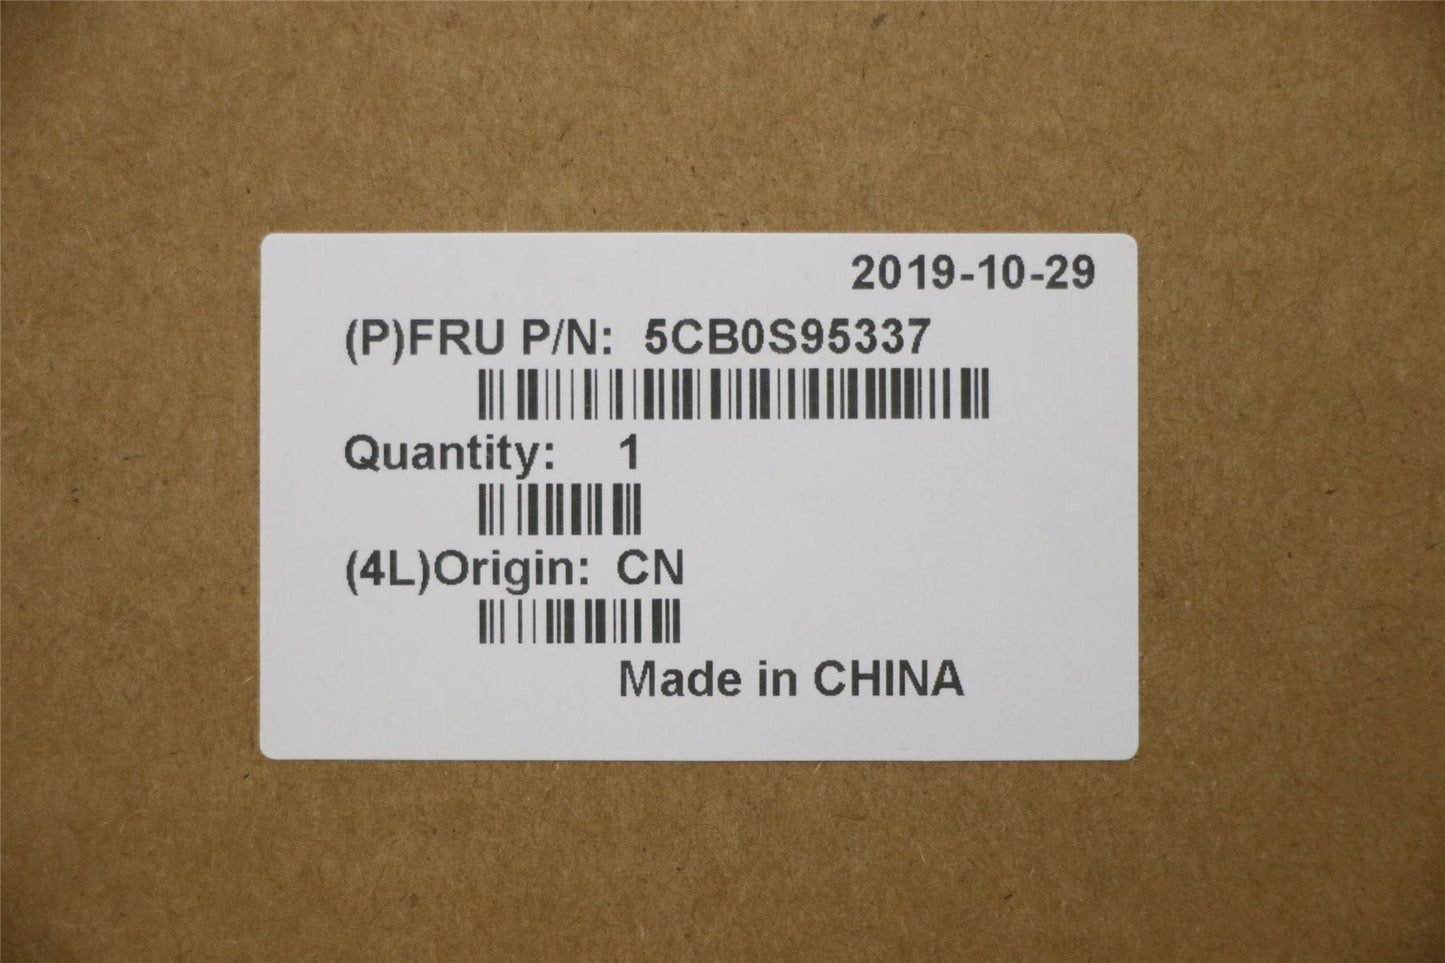 2019-10-29
(P)FRU P/N: 5CB0S95337
Quantity: 1
(4L)Origin: CN
Made in CHINA